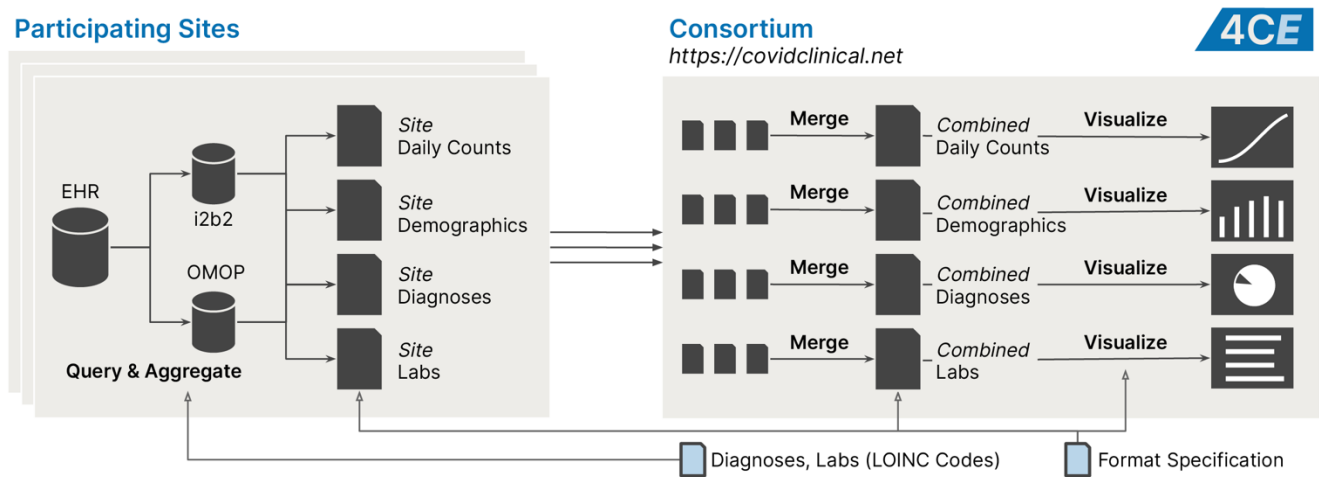 Participating Sites
EHR
i2b2
OMOP
Query & Aggregate
Site
Daily Counts
Site
Demographics
Site
Diagnoses
Site
Labs
Consortium
https://covidclinical.net
4CE
Merge
Combined
Daily Counts
Visualize
Merge
Combined
Demographics
Visualize
Merge
Combined
Diagnoses
Visualize
Merge
Combined
Labs
Visualize
Diagnoses, Labs (LOINC Codes)
Format Specification